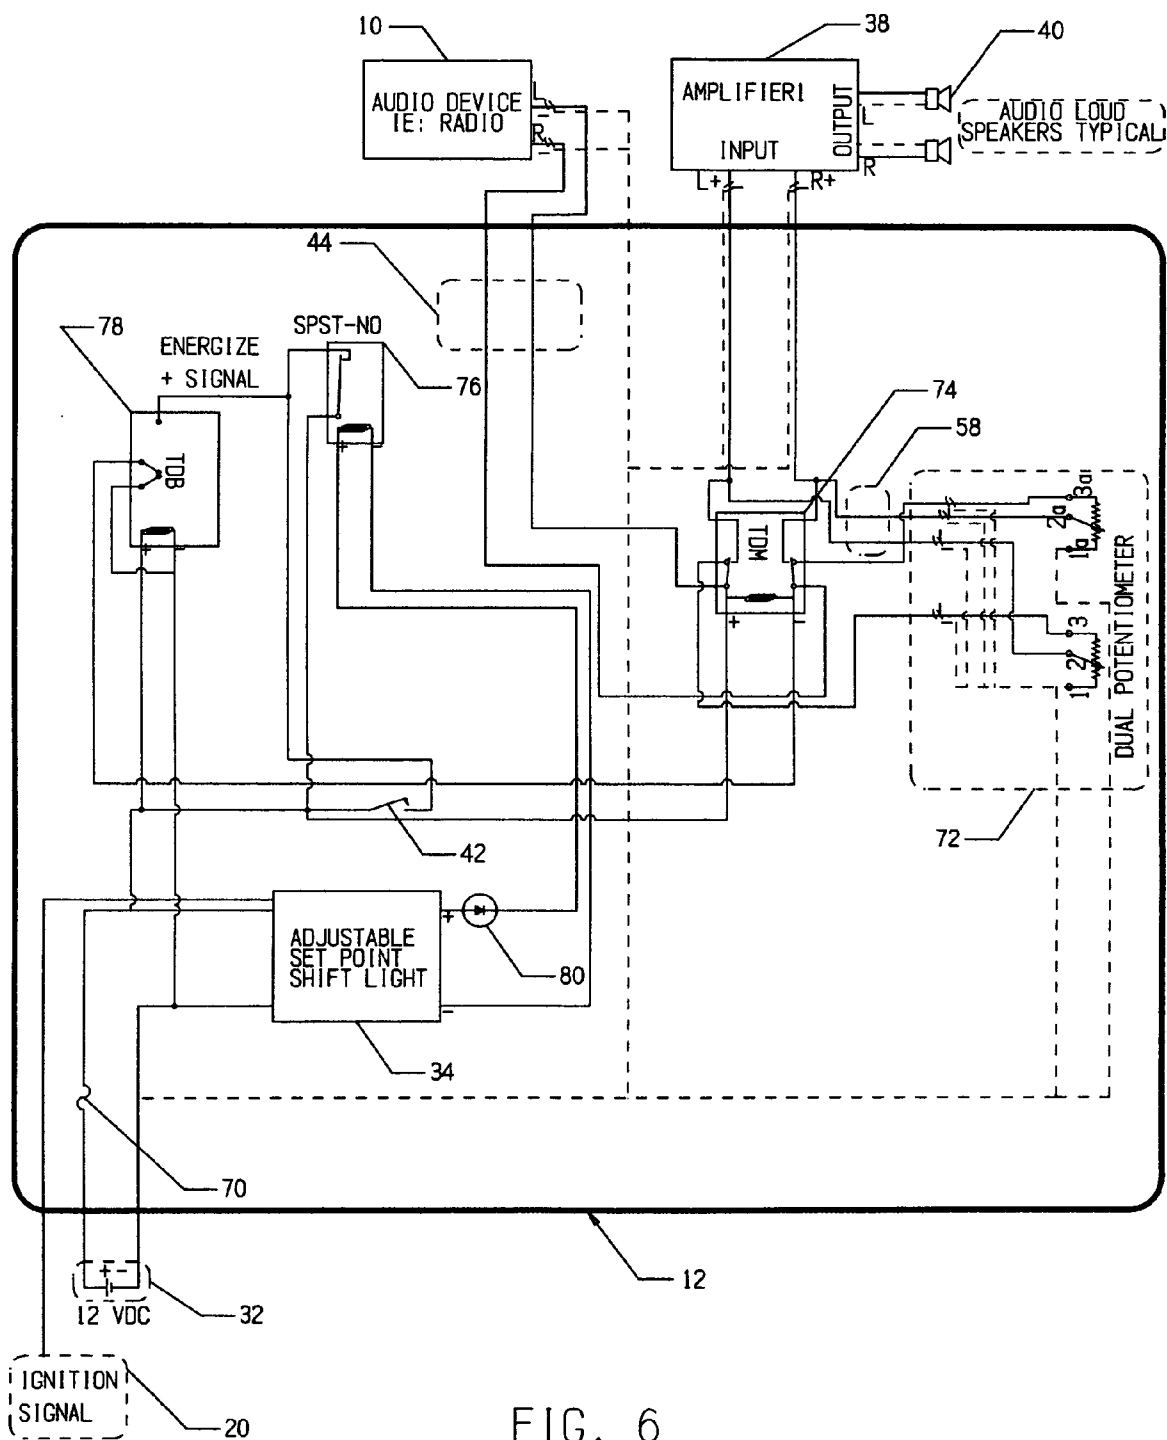 10
38
40
AUDIO DEVICE
IE: RADIO
L
-
R
-
AMPLIFIER1
INPUT
OUTPUT
L
R
L+
R+
AUDIO LOUD
SPEAKERS TYPICAL
44
78
ENERGIZE
+ SIGNAL
SPST-NO
76
74
58
TDB
+ -
+ -
TDM
+ -
3a
2a
1a
3
2
1
DUAL POTENTIOMETER
72
42
ADJUSTABLE
SET POINT
SHIFT LIGHT
+
-
80
34
70
12
+ -
12 VDC
32
IGNITION
SIGNAL
20
FIG. 6